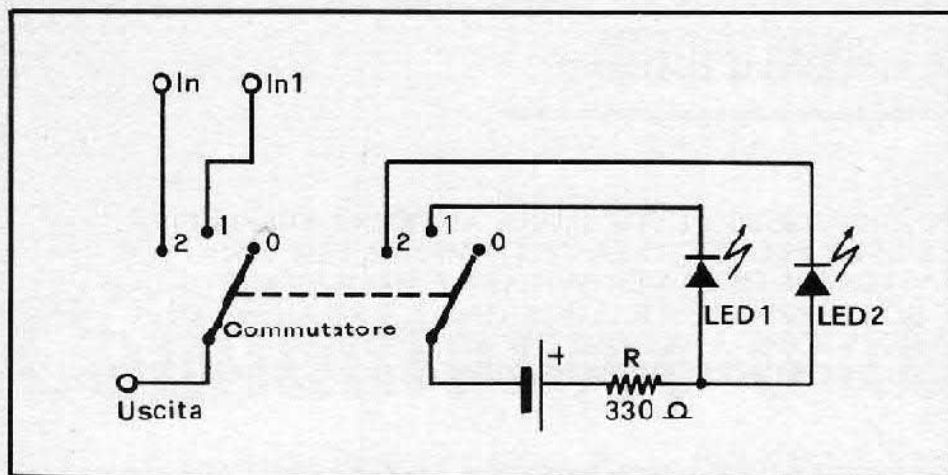 In
In1
2
1
0
2
1
0
Commutatore
LED 1
LED 2
+
R
330 Ω
Uscita